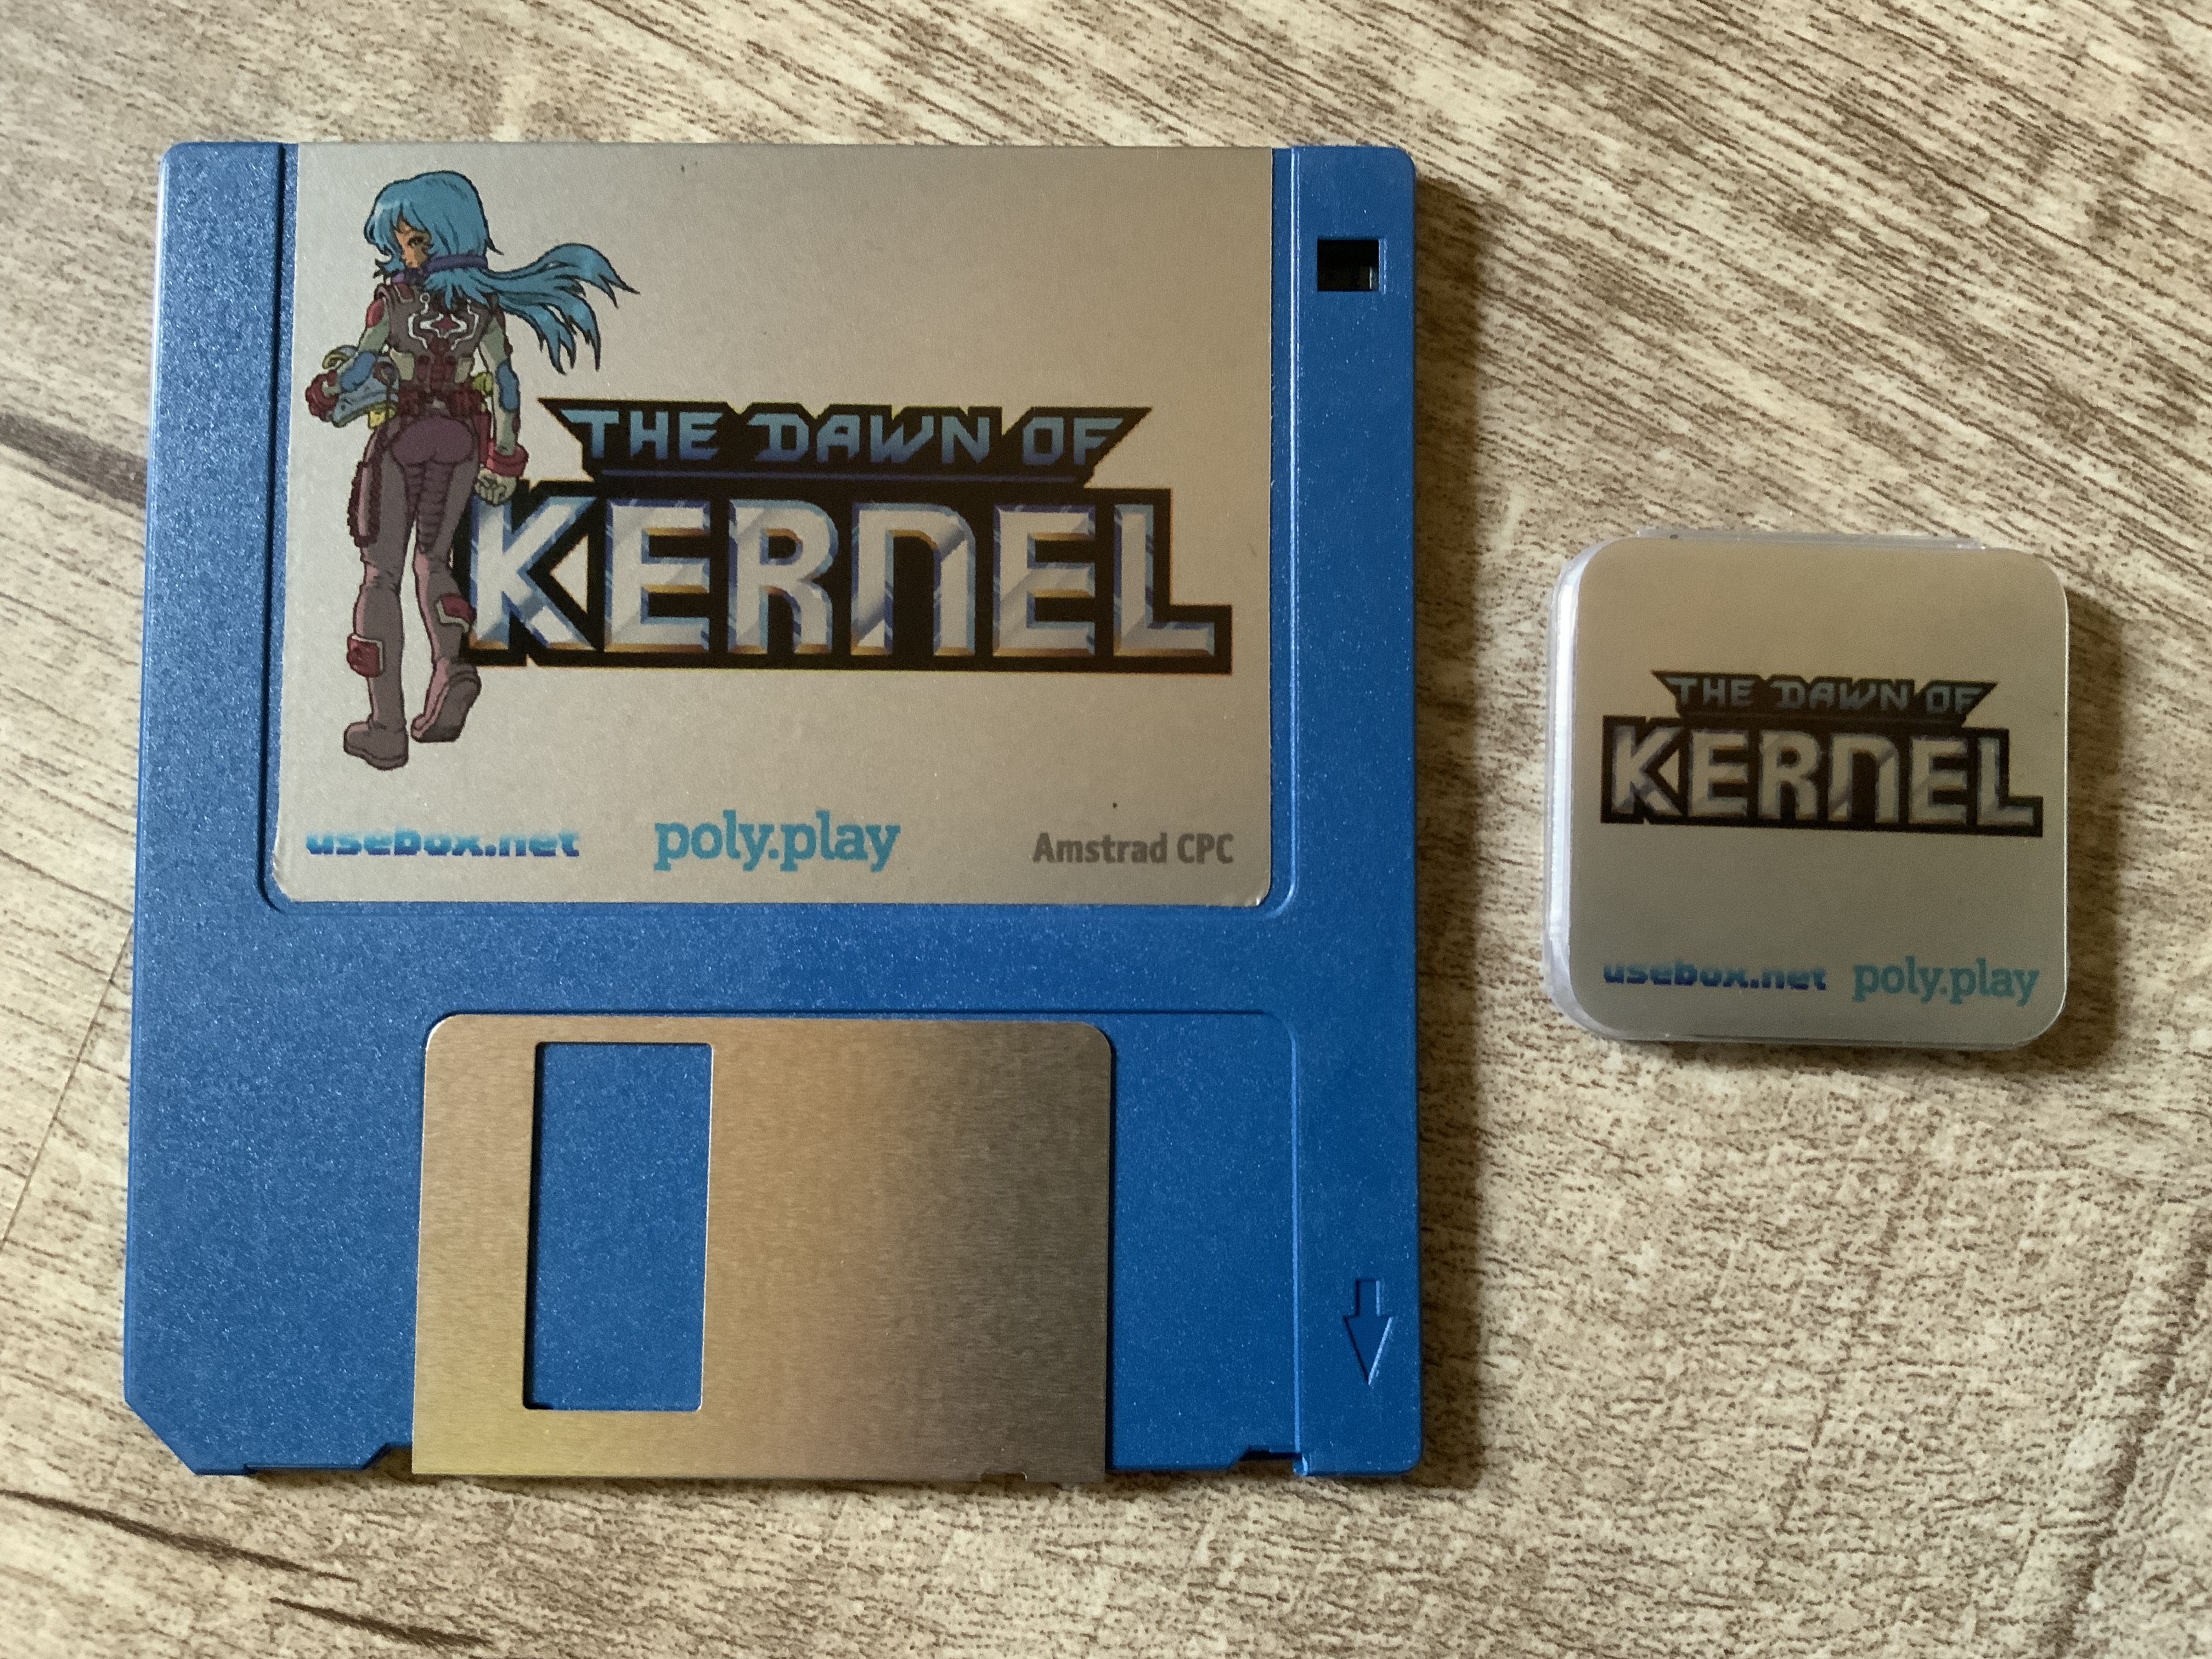 THE DAWN OF
KERNEL
usebox.net poly.play Amstrad CPC
THE DAWN OF
KERNEL
usebox.net poly.play